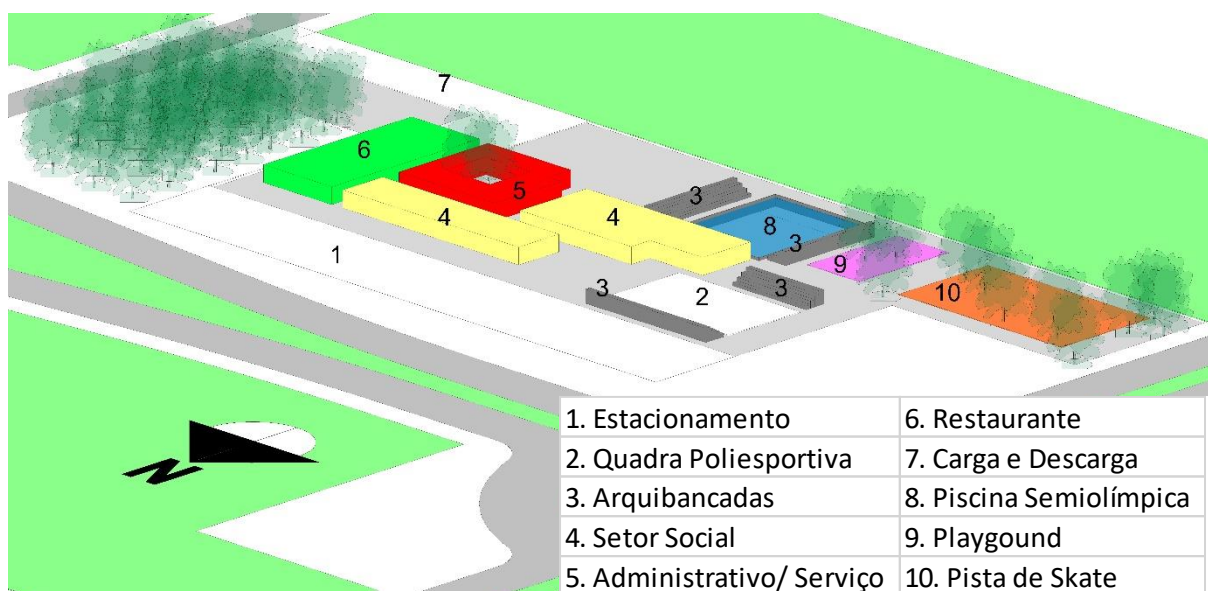 7
6
5
3
4
4
8
3
1
9
3
3
2
10
N
1. Estacionamento
6. Restaurante
2. Quadra Poliesportiva
7. Carga e Descarga
3. Arquibancadas
8. Piscina Semiolímpica
4. Setor Social
9. Playgound
5. Administrativo/ Serviço
10. Pista de Skate